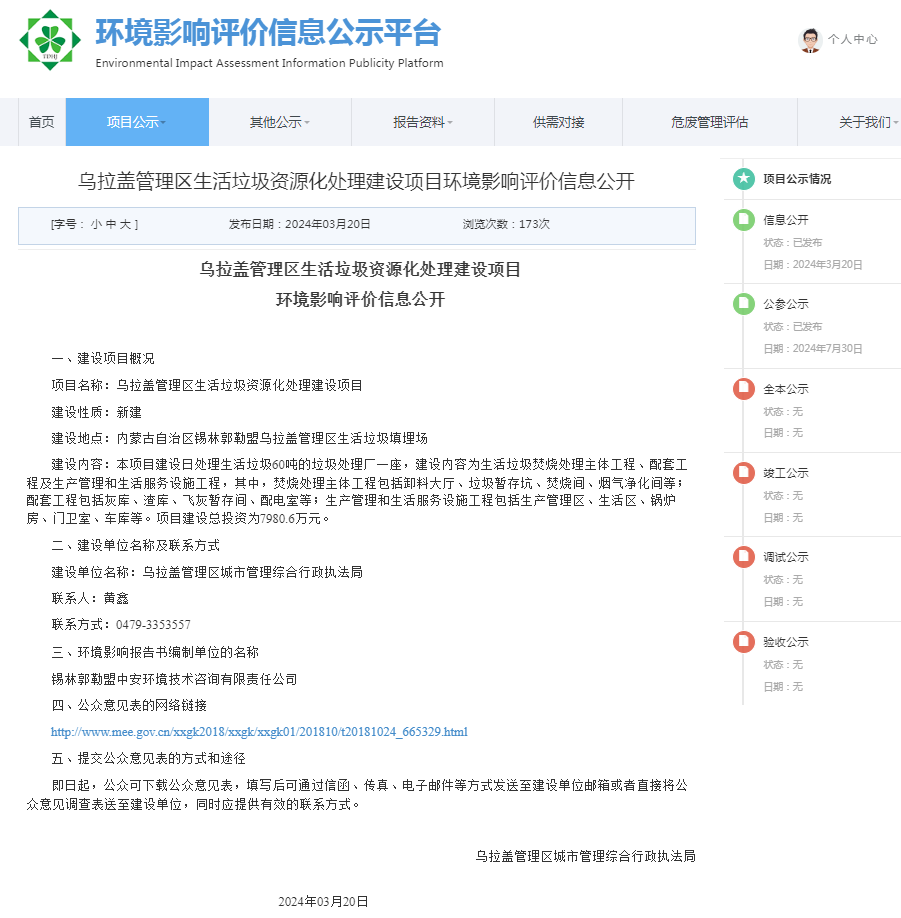 环境影响评价信息公示平台
Environmental Impact Assessment Information Publicity Platform
TPHJ
个人中心
首页
项目公示
其他公示
报告资料
供需对接
危废管理评估
关于我们
乌拉盖管理区生活垃圾资源化处理建设项目环境影响评价信息公开
[字号： 小 中 大 ]
发布日期：2024年03月20日
浏览次数：173次
乌拉盖管理区生活垃圾资源化处理建设项目
环境影响评价信息公开
一、建设项目概况
项目名称：乌拉盖管理区生活垃圾资源化处理建设项目
建设性质：新建
建设地点：内蒙古自治区锡林郭勒盟乌拉盖管理区生活垃圾填埋场
建设内容：本项目建设日处理生活垃圾60吨的垃圾处理厂一座，建设内容为生活垃圾焚烧处理主体工程、配套工
程及生产管理和生活服务设施工程，其中，焚烧处理主体工程包括卸料大厅、垃圾暂存坑、焚烧间、烟气净化间等；
配套工程包括灰库、渣库、飞灰暂存间、配电室等；生产管理和生活服务设施工程包括生产管理区、生活区、锅炉
房、门卫室、车库等。项目建设总投资为7980.6万元。
二、建设单位名称及联系方式
建设单位名称：乌拉盖管理区城市管理综合行政执法局
联系人：黄鑫
联系方式：0479-3353557
三、环境影响报告书编制单位的名称
锡林郭勒盟中安环境技术咨询有限责任公司
四、公众意见表的网络链接
http://www.mee.gov.cn/xxgk2018/xxgk/xxgk01/201810/t20181024_665329.html
五、提交公众意见表的方式和途径
即日起，公众可下载公众意见表，填写后可通过信函、传真、电子邮件等方式发送至建设单位邮箱或者直接将公
众意见调查表送至建设单位，同时应提供有效的联系方式。
乌拉盖管理区城市管理综合行政执法局
2024年03月20日
项目公示情况
信息公开
状态：已发布
日期：2024年3月20日
公参公示
状态：已发布
日期：2024年7月30日
全本公示
状态：无
日期：无
竣工公示
状态：无
日期：无
调试公示
状态：无
日期：无
验收公示
状态：无
日期：无